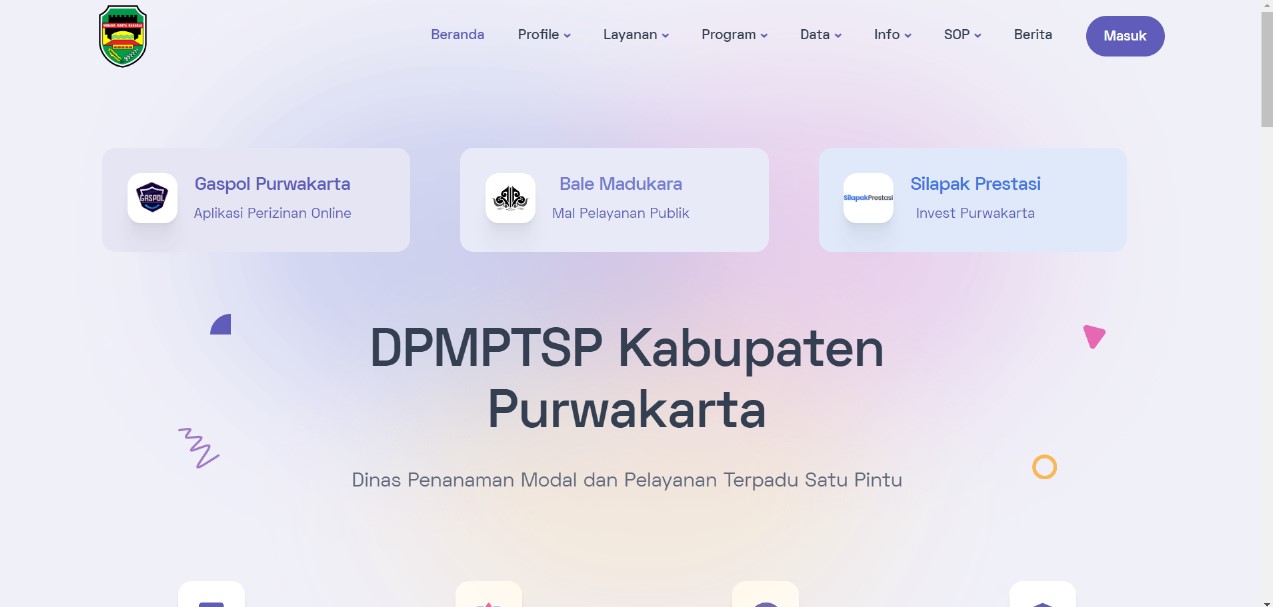 Beranda Profile Layanan Program Data Info SOP Berita Masuk
Gaspol Purwakarta
Aplikasi Perizinan Online
GASPOL
Bale Madukara
Mal Pelayanan Publik
Silapak Prestasi
Invest Purwakarta
SilapakPrestasi
DPMPTSP Kabupaten
Purwakarta
Dinas Penanaman Modal dan Pelayanan Terpadu Satu Pintu